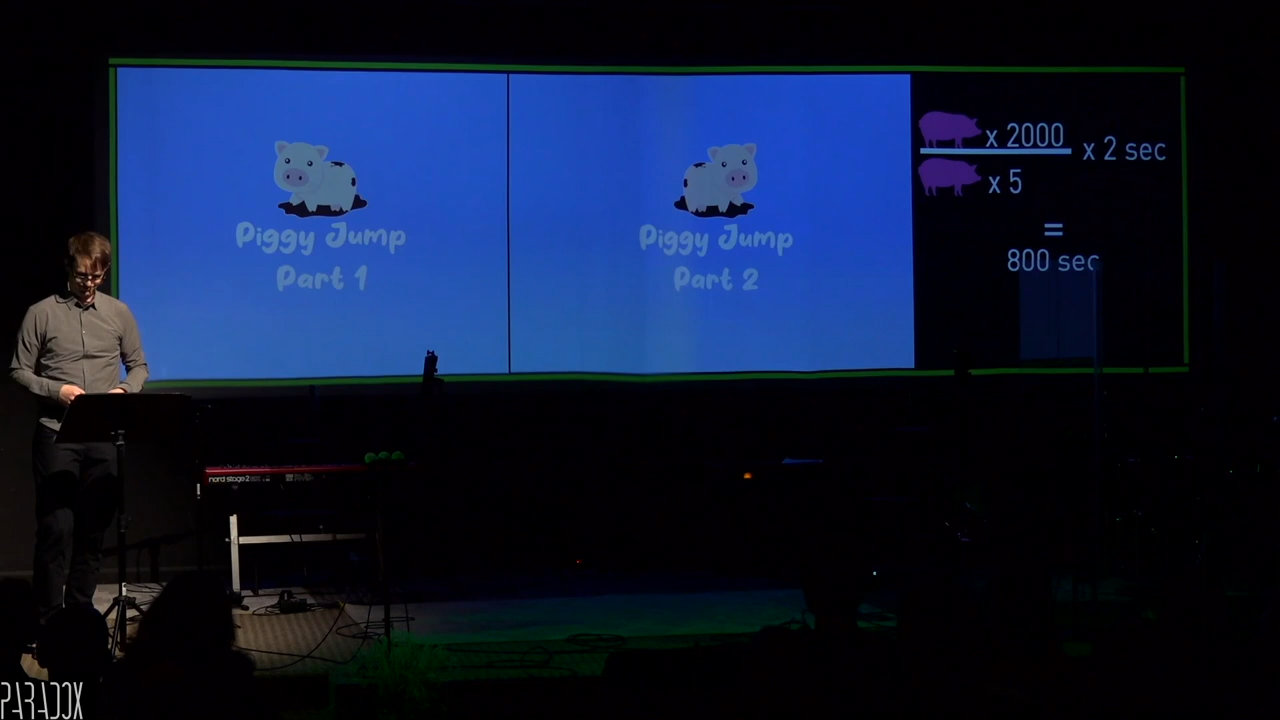 Piggy Jump
Part 1
Piggy Jump
Part 2
x 2000
x 5
x 2 sec
=
800 sec
nord stage 2
PARADOX